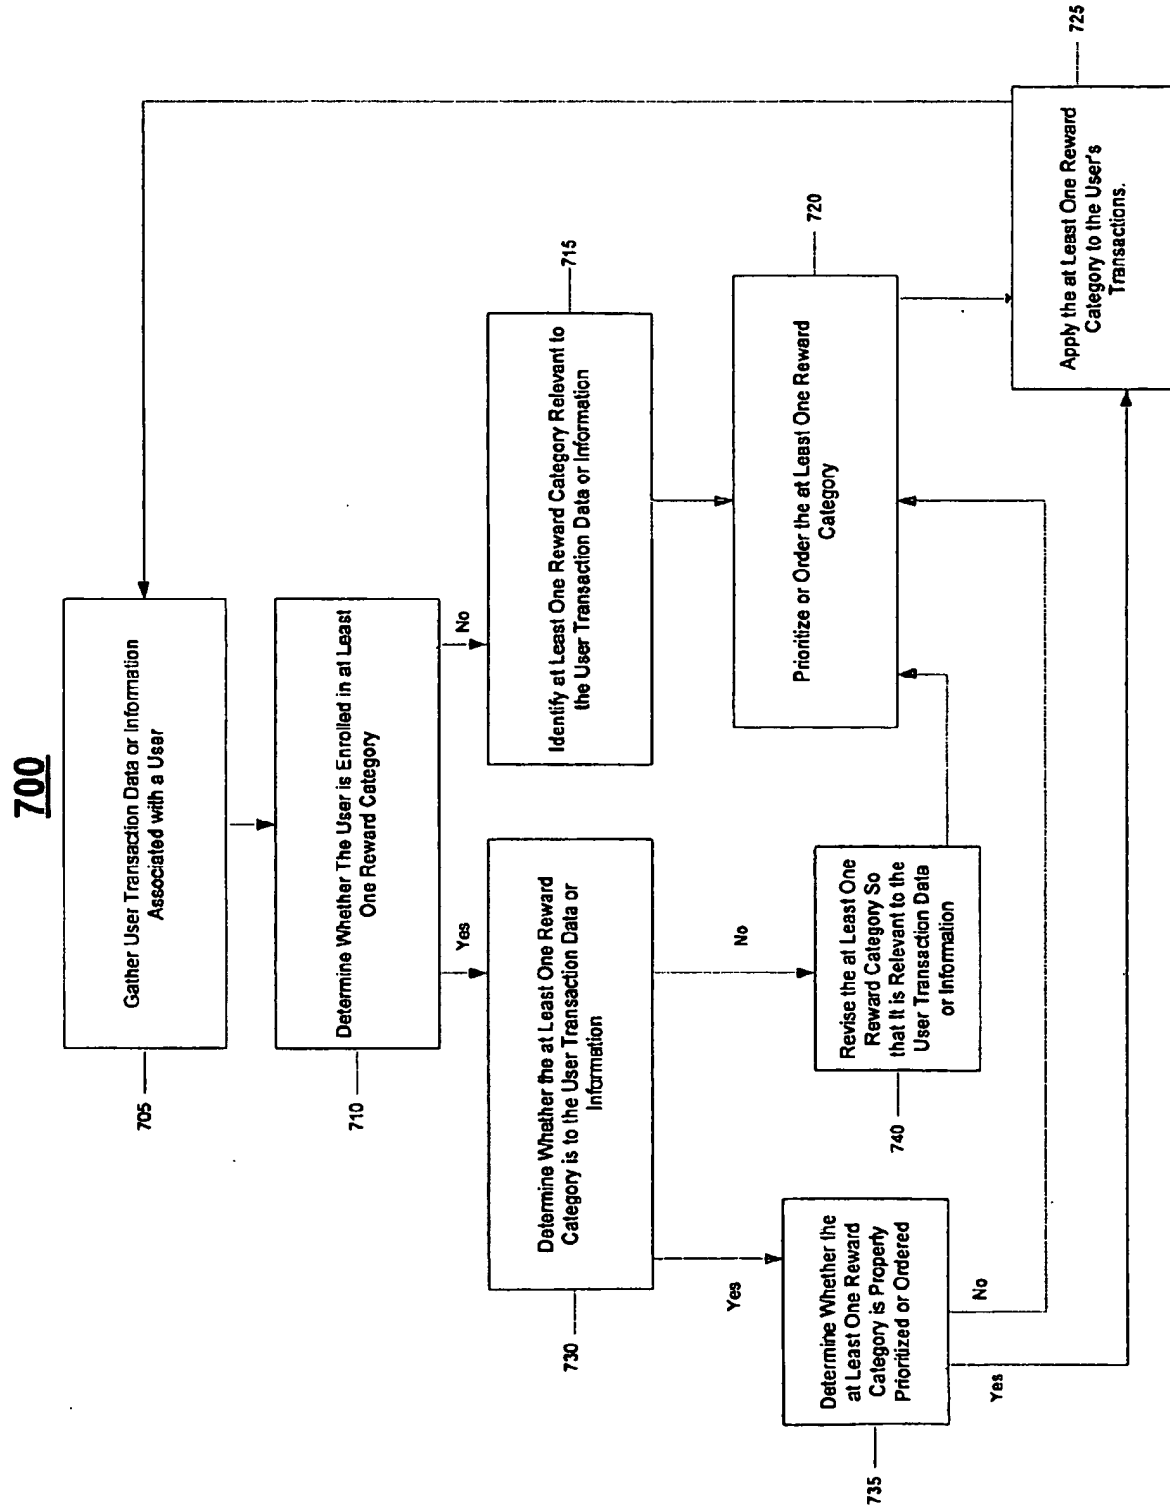 700
Gather User Transaction Data or Information
Associated with a User
705
Determine Whether The User is Enrolled in at Least
One Reward Category
710
Yes
No
Determine Whether the at Least One Reward
Category is to the User Transaction Data or
Information
730
Identify at Least One Reward Category Relevant to
the User Transaction Data or Information
715
Yes
No
Determine Whether the
at Least One Reward
Category is Properly
Prioritized or Ordered
735
Revise the at Least One
Reward Category So
that It is Relevant to the
User Transaction Data
or Information
740
Prioritize or Order the at Least One Reward
Category
720
Yes
No
Apply the at Least One Reward
Category to the User's
Transactions.
725